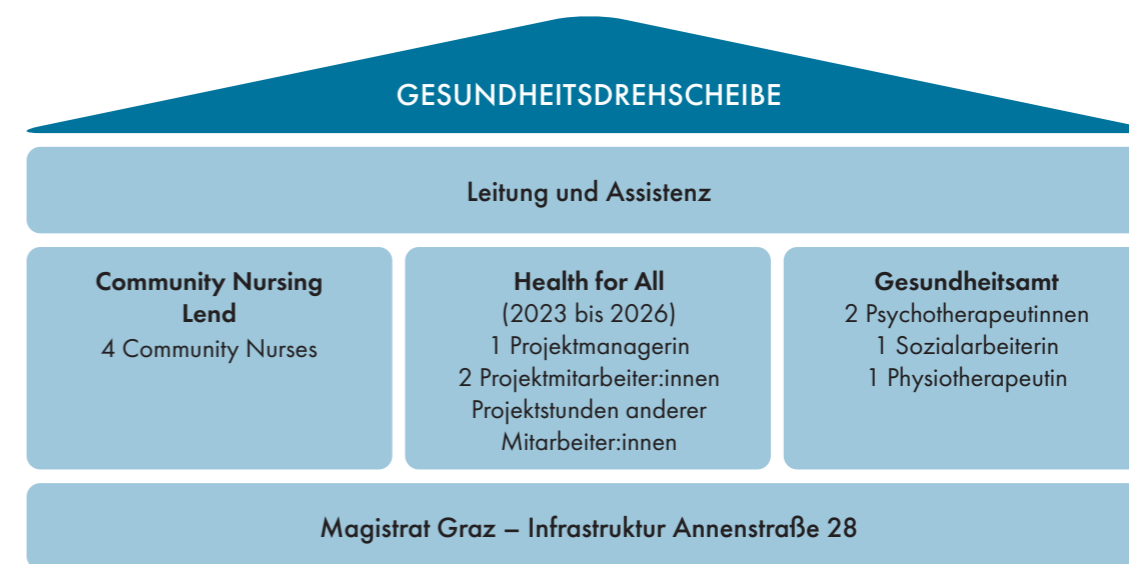 GESUNDHEITSDREHSCHEIBE
Leitung und Assistenz
Community Nursing
Lend
4 Community Nurses
Health for All
(2023 bis 2026)
1 Projektmanagerin
2 Projektmitarbeiter:innen
Projektstunden anderer
Mitarbeiter:innen
Gesundheitsamt
2 Psychotherapeutinnen
1 Sozialarbeiterin
1 Physiotherapeutin
Magistrat Graz – Infrastruktur Annenstraße 28